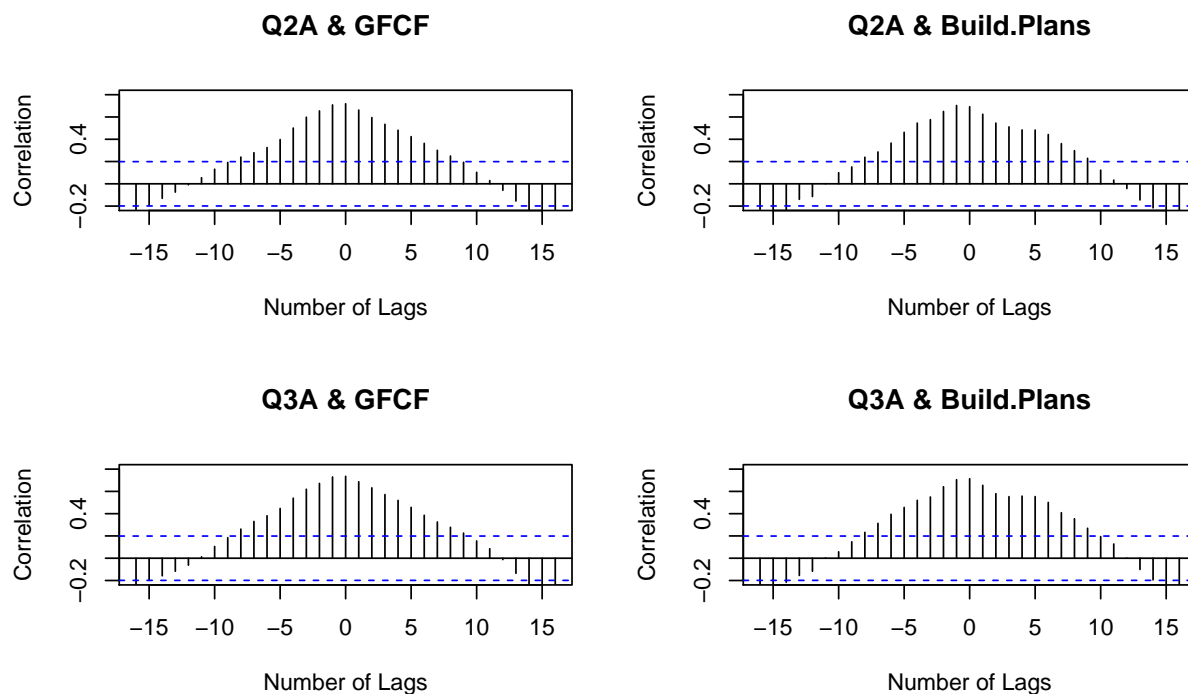 Q2A & GFCF
Correlation
0.4
−0.2
−15 −10 −5 0 5 10 15
Number of Lags
Q2A & Build.Plans
Correlation
0.4
−0.2
−15 −10 −5 0 5 10 15
Number of Lags
Q3A & GFCF
Correlation
0.4
−0.2
−15 −10 −5 0 5 10 15
Number of Lags
Q3A & Build.Plans
Correlation
0.4
−0.2
−15 −10 −5 0 5 10 15
Number of Lags